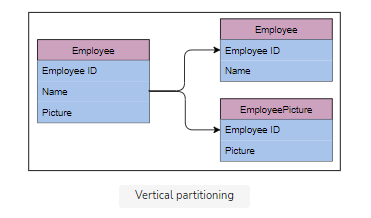 Employee
Employee ID
Name
Picture
Employee
Employee ID
Name
EmployeePicture
Employee ID
Picture
Vertical partitioning